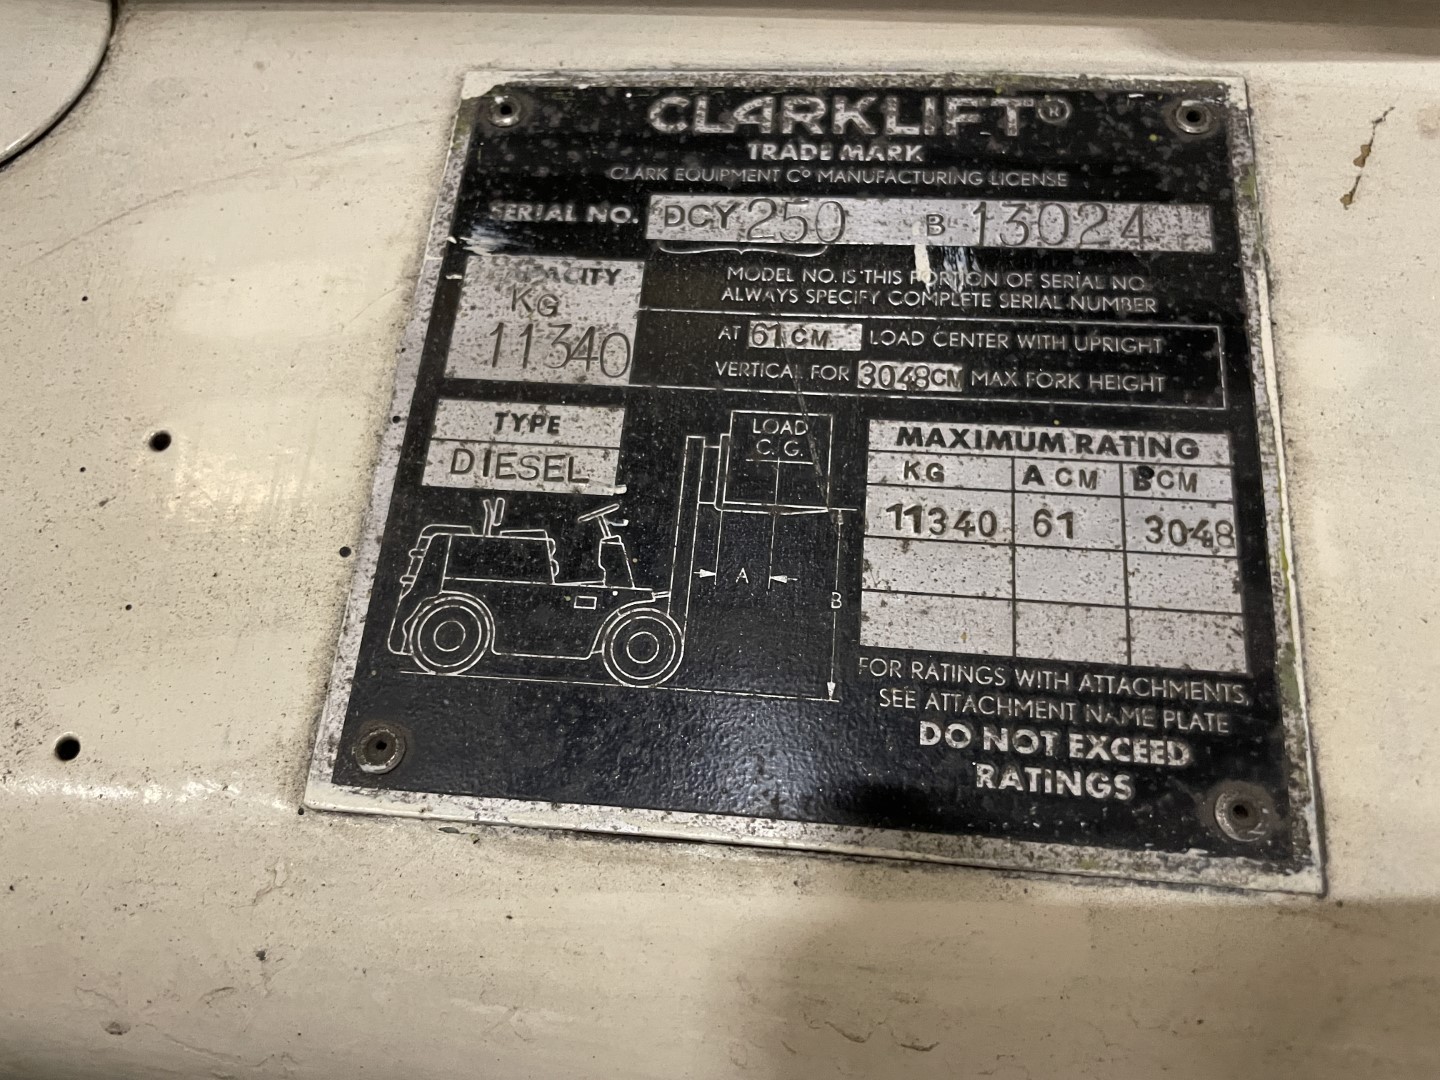 CLARKLIFT®
TRADE MARK
CLARK EQUIPMENT Cº MANUFACTURING LICENSE
SERIAL NO. DCY 250 B 13024
MODEL NO. IS THIS PORTION OF SERIAL NO.
ALWAYS SPECIFY COMPLETE SERIAL NUMBER
CAPACITY
KG
11340
AT 61 CM LOAD CENTER WITH UPRIGHT
VERTICAL FOR 3048CM MAX FORK HEIGHT
TYPE
DIESEL
LOAD
C. G.
A
B
MAXIMUM RATING
KG A CM B CM
11340 61 3048
FOR RATINGS WITH ATTACHMENTS,
SEE ATTACHMENT NAME PLATE
DO NOT EXCEED
RATINGS